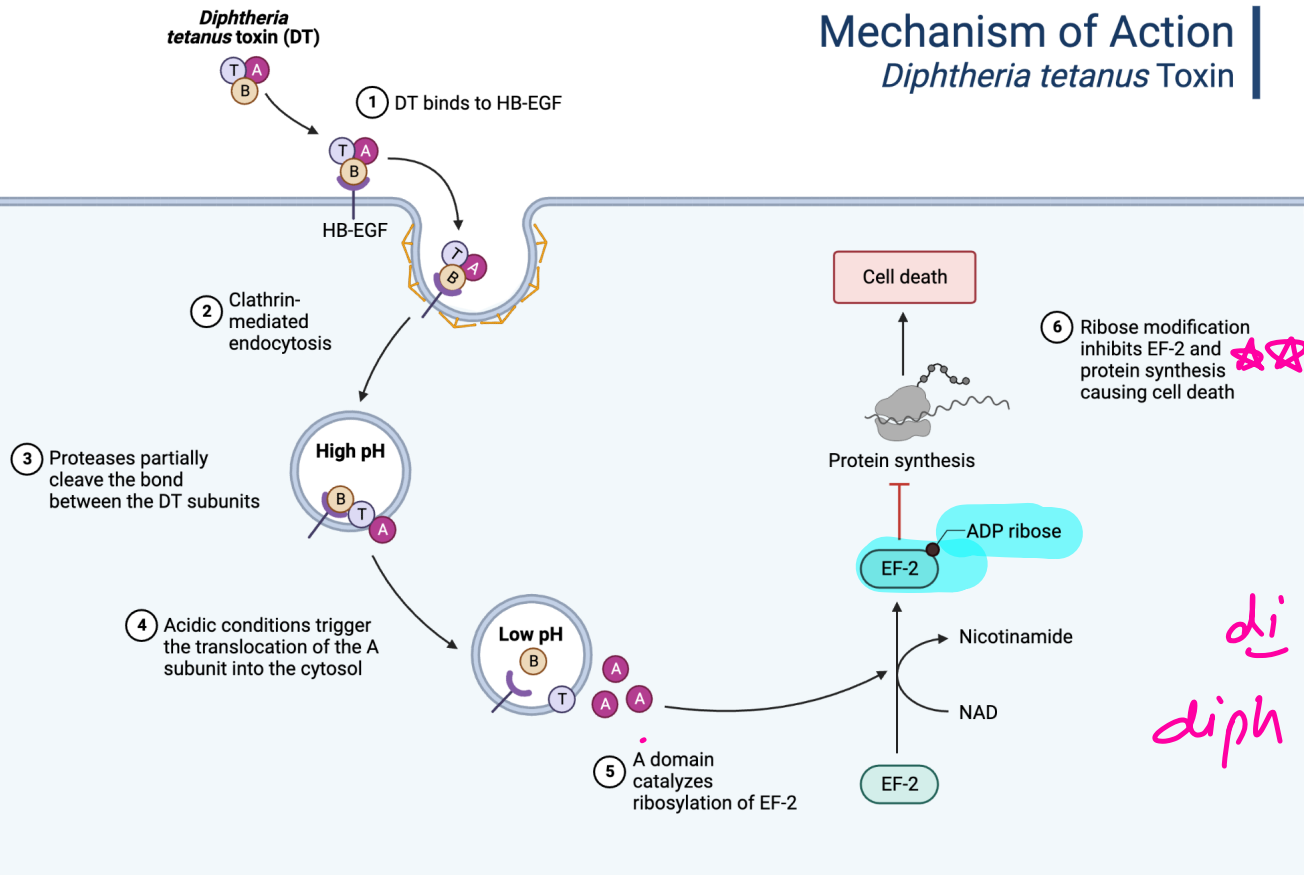 Diphtheria
tetanus toxin (DT)
Mechanism of Action
Diphtheria tetanus Toxin
T A
B
1 DT binds to HB-EGF
T A
B
HB-EGF
T
A
B
2 Clathrin-
mediated
endocytosis
Cell death
6 Ribose modification
inhibits EF-2 and
protein synthesis
causing cell death
Protein synthesis
3 Proteases partially
cleave the bond
between the DT subunits
High pH
B
T
A
ADP ribose
EF-2
4 Acidic conditions trigger
the translocation of the A
subunit into the cytosol
Low pH
B
T
A
A A
Nicotinamide
NAD
di
diph
5 A domain
catalyzes
ribosylation of EF-2
EF-2